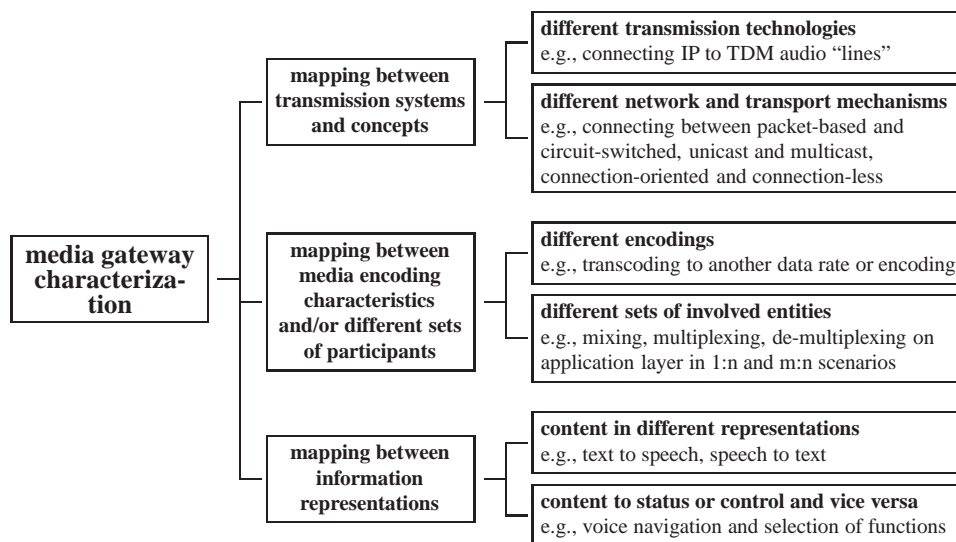 media gateway
characteriza-
tion
mapping between
transmission systems
and concepts
different transmission technologies
e.g., connecting IP to TDM audio “lines”
different network and transport mechanisms
e.g., connecting between packet-based and
circuit-switched, unicast and multicast,
connection-oriented and connection-less
mapping between
media encoding
characteristics
and/or different sets
of participants
different encodings
e.g., transcoding to another data rate or encoding
different sets of involved entities
e.g., mixing, multiplexing, de-multiplexing on
application layer in 1:n and m:n scenarios
mapping between
information
representations
content in different representations
e.g., text to speech, speech to text
content to status or control and vice versa
e.g., voice navigation and selection of functions